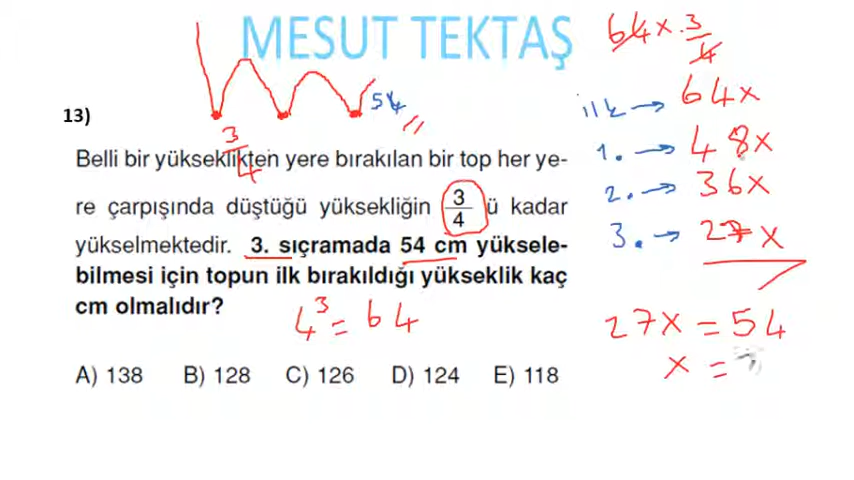 MESUT TEKTAŞ
64x . 3/4
13)
54
3/4
ilk → 64x
1. → 48x
2. → 36x
3. → 27x
Belli bir yükseklikten yere bırakılan bir top her ye-
re çarpışında düştüğü yüksekliğin 3/4 ü kadar
yükselmektedir. 3. sıçramada 54 cm yüksele-
bilmesi için topun ilk bırakıldığı yükseklik kaç
cm olmalıdır?
4³ = 64
27x = 54
x =
A) 138 B) 128 C) 126 D) 124 E) 118